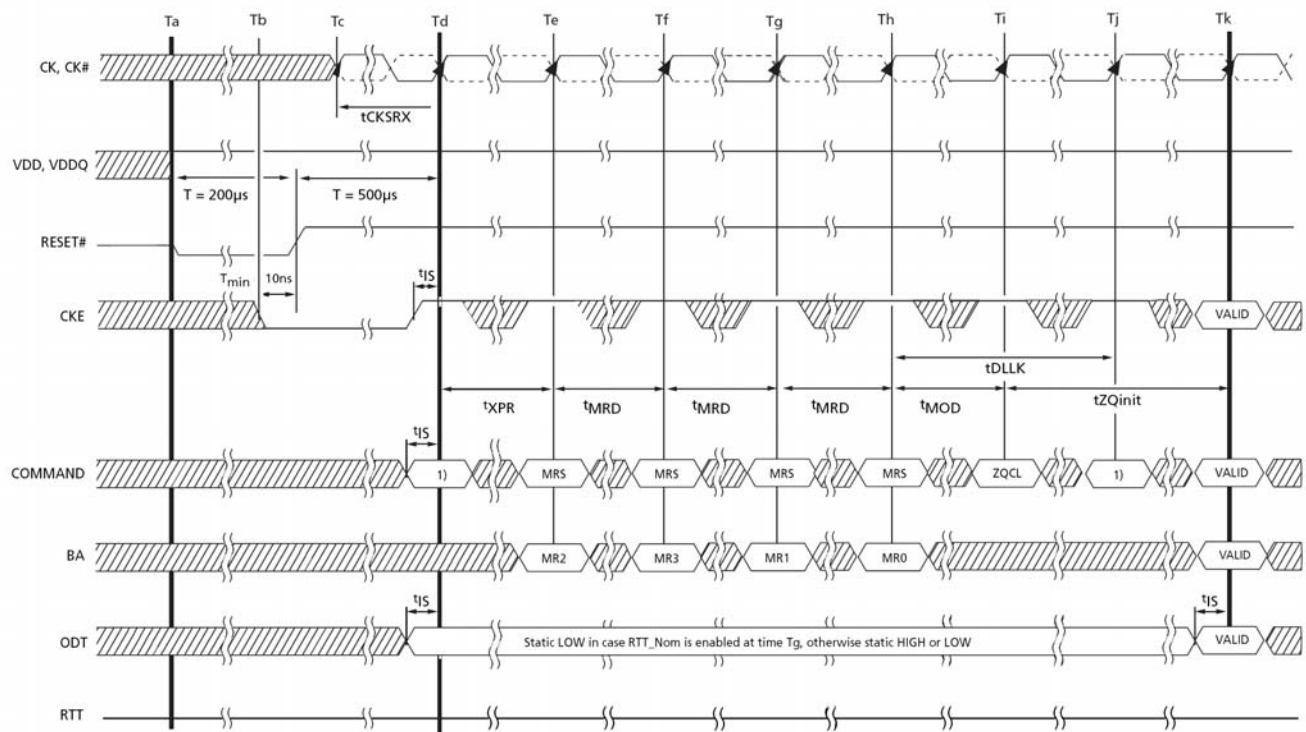 Ta Tb Tc Td Te Tf Tg Th Ti Tj Tk
CK, CK#
tCKSRX
VDD, VDDQ
T = 200µs T = 500µs
RESET#
Tmin 10ns tIS
CKE VALID
tDLLK
tXPR tMRD tMRD tMRD tMOD tZQinit
tIS
COMMAND 1) MRS MRS MRS MRS ZQCL 1) VALID
BA MR2 MR3 MR1 MR0 VALID
tIS tIS
ODT Static LOW in case RTT_Nom is enabled at time Tg, otherwise static HIGH or LOW VALID
RTT